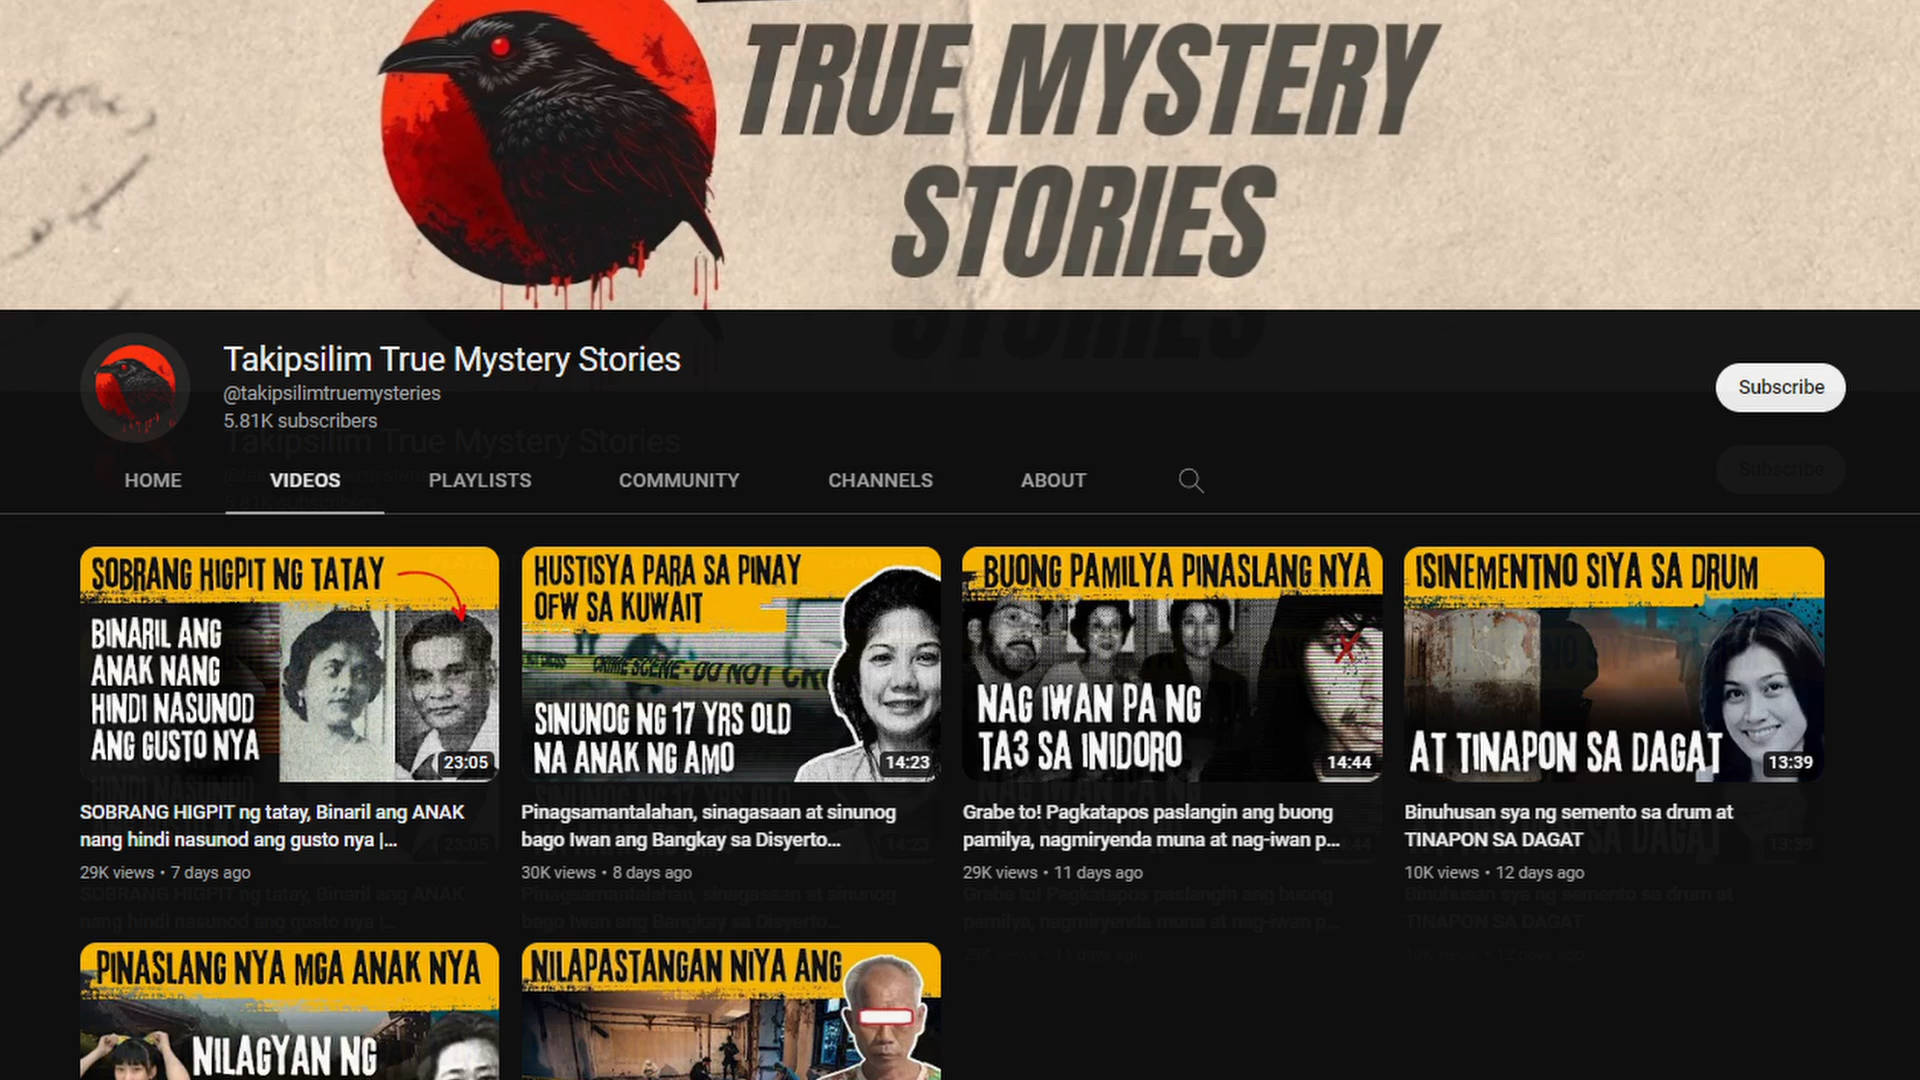 TRUE MYSTERY
STORIES
Takipsilim True Mystery Stories
@takipsilimtruemysteries
5.81K subscribers
Subscribe
HOME
VIDEOS
PLAYLISTS
COMMUNITY
CHANNELS
ABOUT
SOBRANG HIGPIT NG TATAY
BINARIL ANG
ANAK NANG
HINDI NASUNOD
ANG GUSTO NYA
23:05
SOBRANG HIGPIT ng tatay, Binaril ang ANAK
nang hindi nasunod ang gusto nya |...
29K views • 7 days ago
HUSTISYA PARA SA PINAY
OFW SA KUWAIT
CRIME SCENE - DO NOT CR
SINUNOG NG 17 YRS OLD
NA ANAK NG AMO
14:23
Pinagsamantalahan, sinagasaan at sinunog
bago Iwan ang Bangkay sa Disyerto...
30K views • 8 days ago
BUONG PAMILYA PINASLANG NYA
NAG IWAN PA NG
TA3 SA INIDORO
14:44
Grabe to! Pagkatapos paslangin ang buong
pamilya, nagmiryenda muna at nag-iwan p...
29K views • 11 days ago
ISINEMENTNO SIYA SA DRUM
AT TINAPON SA DAGAT
13:39
Binuhusan sya ng semento sa drum at
TINAPON SA DAGAT
10K views • 12 days ago
PINASLANG NYA MGA ANAK NYA
NILAGYAN NG
NILAPASTANGAN NIYA ANG